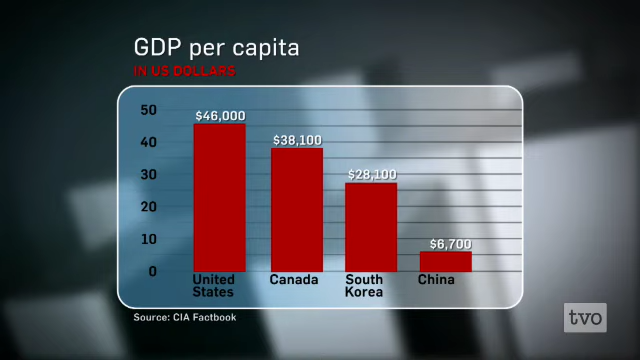 GDP per capita
IN US DOLLARS
50
40
30
20
10
0
$46,000
$38,100
$28,100
$6,700
United
States
Canada
South
Korea
China
Source: CIA Factbook
tvo